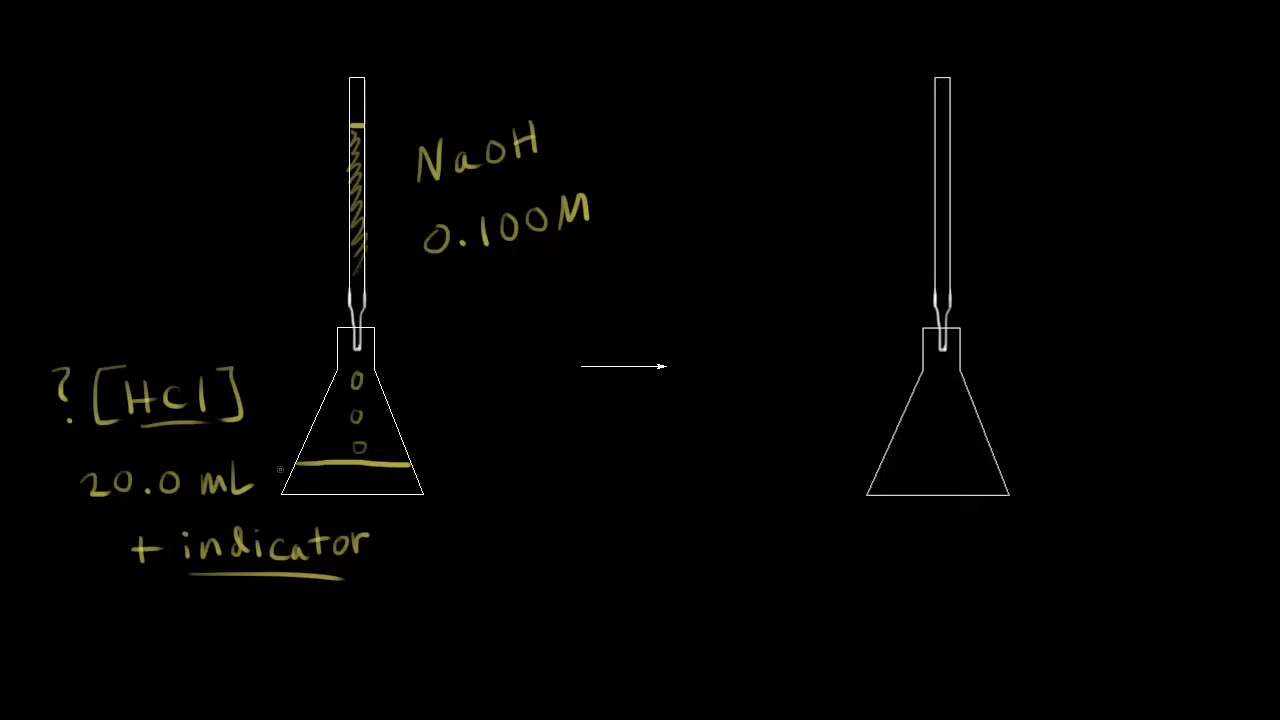 NaOH
0.100M
? [HCl]
20.0 mL
+ indicator